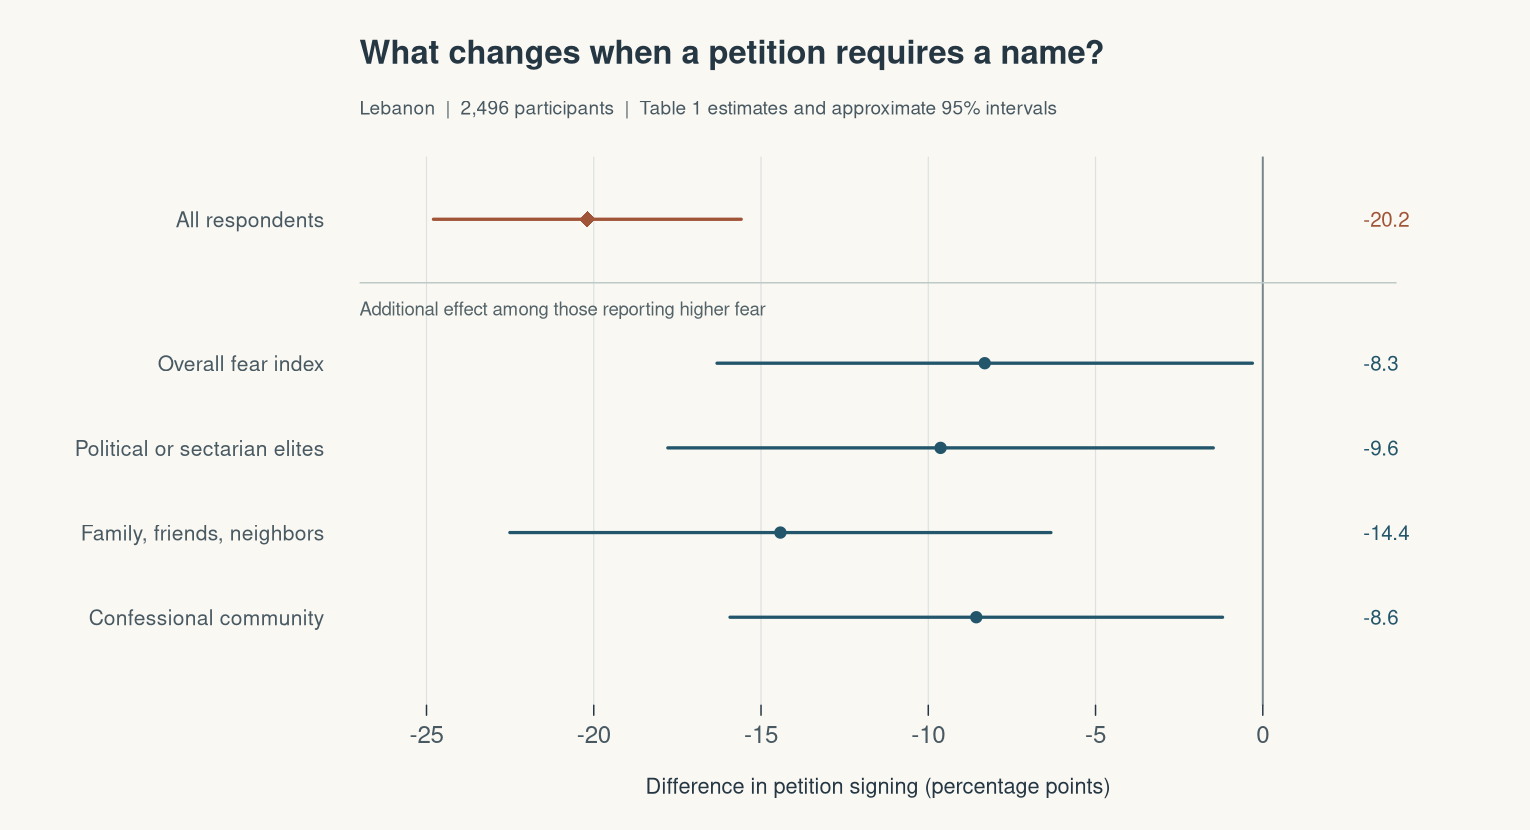 What changes when a petition requires a name?
Lebanon | 2,496 participants | Table 1 estimates and approximate 95% intervals
All respondents -20.2
Additional effect among those reporting higher fear
Overall fear index -8.3
Political or sectarian elites -9.6
Family, friends, neighbors -14.4
Confessional community -8.6
-25 -20 -15 -10 -5 0
Difference in petition signing (percentage points)